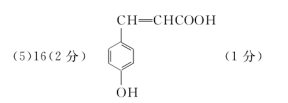 CH=CHCOOH
(5)16(2分) (1分)
OH